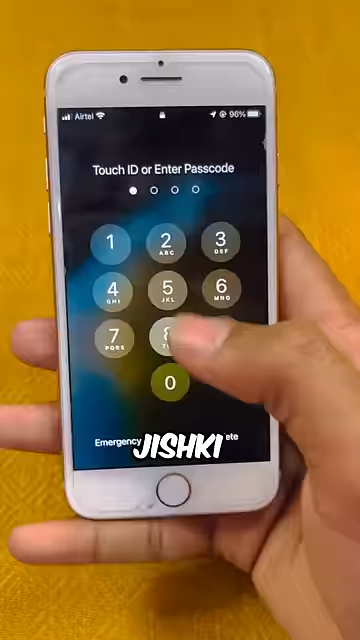 Airtel 96%
Touch ID or Enter Passcode
1 2 3
ABC DEF
4 5 6
GHI JKL MNO
7 8
PQRS
0
Emergency
JISHKI